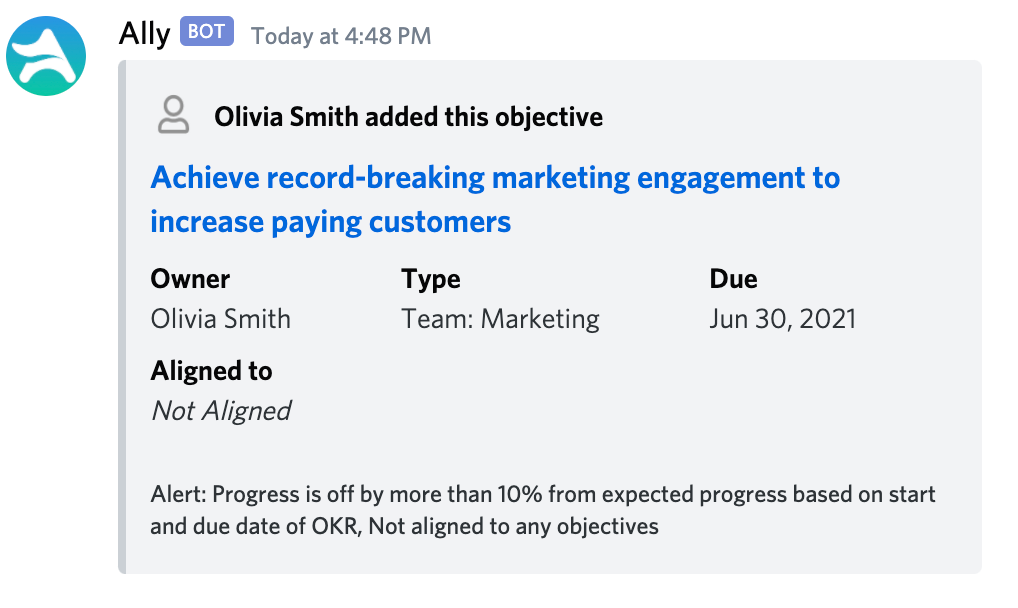 Ally BOT Today at 4:48 PM
Olivia Smith added this objective
Achieve record-breaking marketing engagement to
increase paying customers
Owner Type Due
Olivia Smith Team: Marketing Jun 30, 2021
Aligned to
Not Aligned
Alert: Progress is off by more than 10% from expected progress based on start
and due date of OKR, Not aligned to any objectives